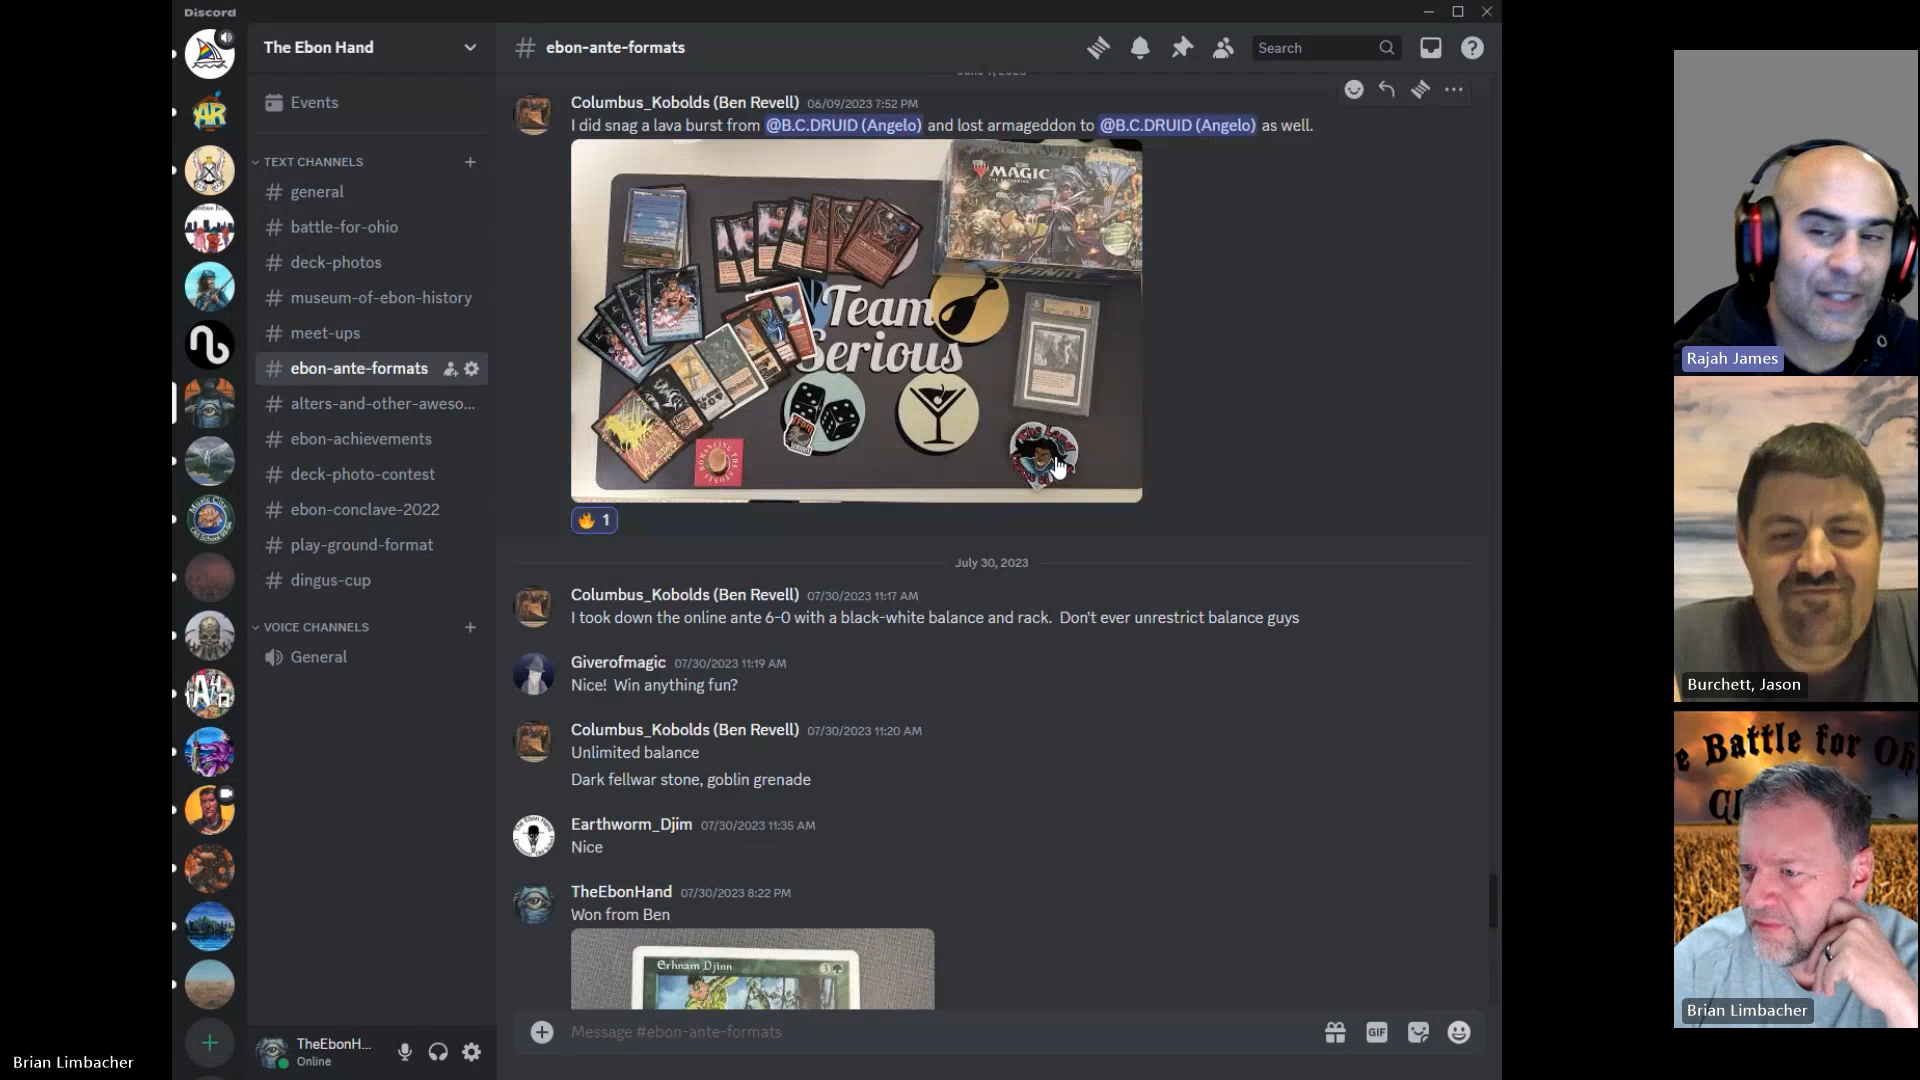 Discord
The Ebon Hand
ebon-ante-formats
Search
Events
TEXT CHANNELS
general
battle-for-ohio
deck-photos
museum-of-ebon-history
meet-ups
ebon-ante-formats
alters-and-other-aweso...
ebon-achievements
deck-photo-contest
ebon-conclave-2022
play-ground-format
dingus-cup
VOICE CHANNELS
General
TheEbonH...
Online
Columbus_Kobolds (Ben Revell) 06/09/2023 7:52 PM
I did snag a lava burst from @B.C.DRUID (Angelo) and lost armageddon to @B.C.DRUID (Angelo) as well.
MAGIC
Team
Serious
1
July 30, 2023
Columbus_Kobolds (Ben Revell) 07/30/2023 11:17 AM
I took down the online ante 6-0 with a black-white balance and rack. Don't ever unrestrict balance guys
Giverofmagic 07/30/2023 11:19 AM
Nice! Win anything fun?
Columbus_Kobolds (Ben Revell) 07/30/2023 11:20 AM
Unlimited balance
Dark fellwar stone, goblin grenade
Earthworm_Djim 07/30/2023 11:35 AM
Nice
TheEbonHand 07/30/2023 8:22 PM
Won from Ben
Erhnam Djinn 3
Message #ebon-ante-formats
GIF
Rajah James
Burchett, Jason
e Battle for Oh
Brian Limbacher
Brian Limbacher